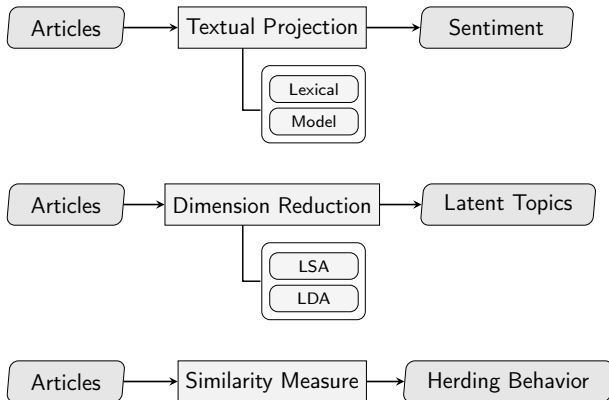 Articles Textual Projection Sentiment
Lexical
Model
Articles Dimension Reduction Latent Topics
LSA
LDA
Articles Similarity Measure Herding Behavior